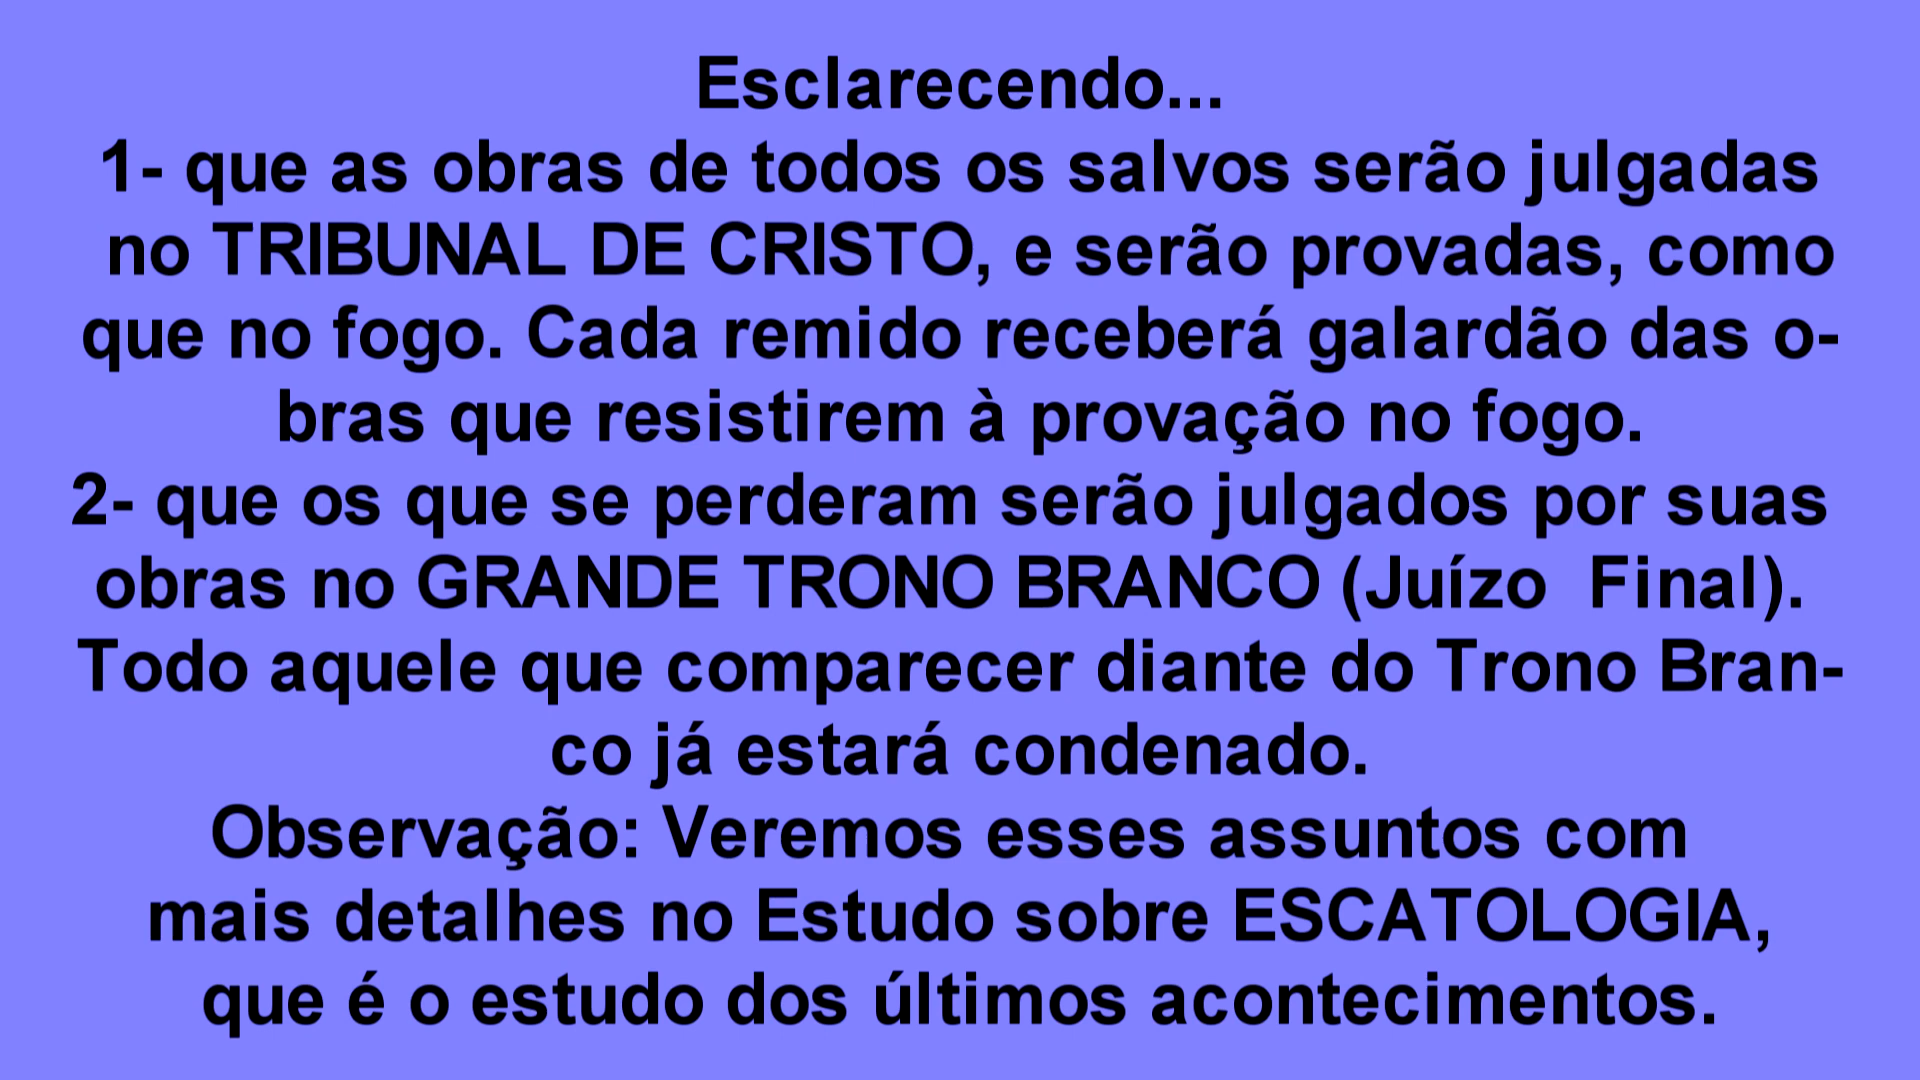 Esclarecendo...
1- que as obras de todos os salvos serão julgadas
no TRIBUNAL DE CRISTO, e serão provadas, como
que no fogo. Cada remido receberá galardão das o-
bras que resistirem à provação no fogo.
2- que os que se perderam serão julgados por suas
obras no GRANDE TRONO BRANCO (Juízo  Final).
Todo aquele que comparecer diante do Trono Bran-
co já estará condenado.
Observação: Veremos esses assuntos com
mais detalhes no Estudo sobre ESCATOLOGIA,
que é o estudo dos últimos acontecimentos.